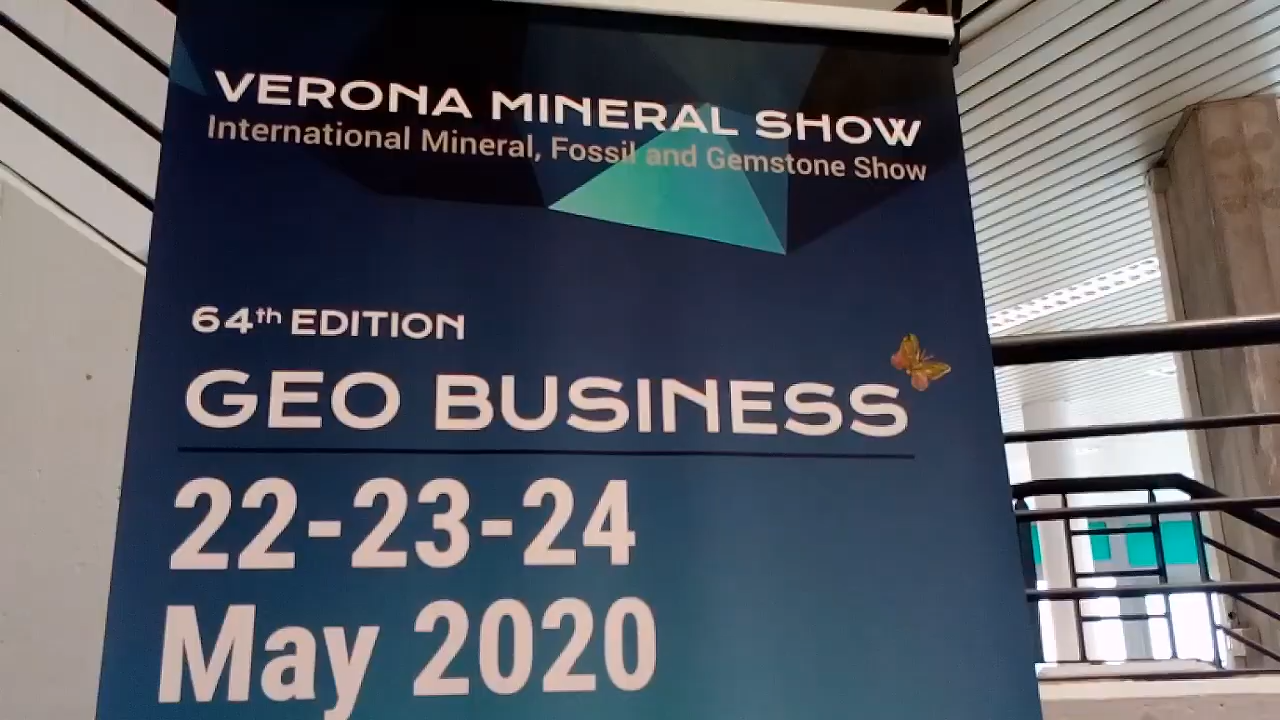 VERONA MINERAL SHOW
International Mineral, Fossil and Gemstone Show
64th EDITION
GEO BUSINESS
22-23-24
May 2020